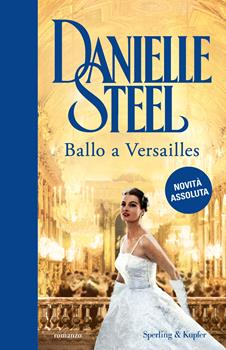 DANIELLE
STEEL
Ballo a Versailles
NOVITÀ
ASSOLUTA
romanzo
Sperling & Kupfer